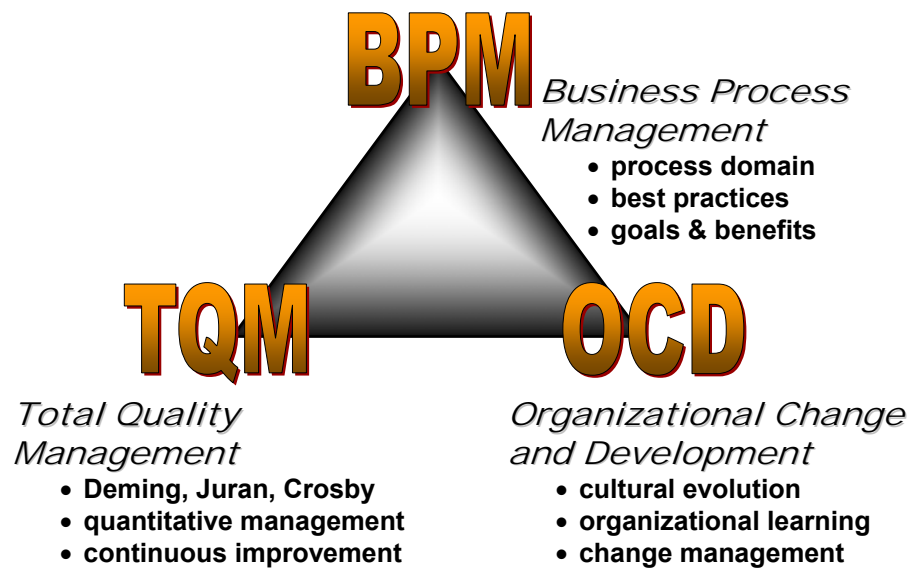 BPM
Business Process
Management
• process domain
• best practices
• goals & benefits
TQM
Total Quality
Management
• Deming, Juran, Crosby
• quantitative management
• continuous improvement
OCD
Organizational Change
and Development
• cultural evolution
• organizational learning
• change management